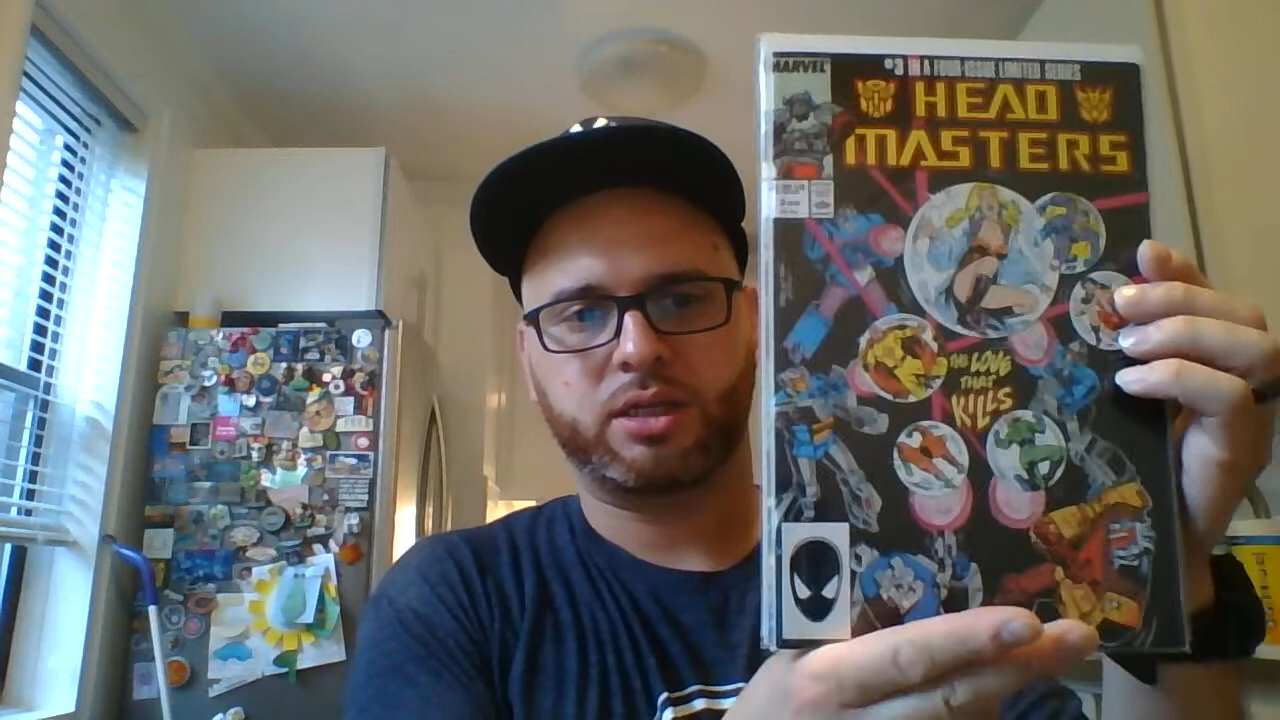 #3 IN A FOUR ISSUE LIMITED SERIES
MARVEL
HEAD
MASTERS
THE LOVE
THAT
KILLS